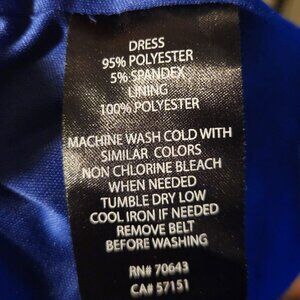 DRESS
95% POLYESTER
5% SPANDEX
LINING
100% POLYESTER
MACHINE WASH COLD WITH
SIMILAR COLORS
NON CHLORINE BLEACH
WHEN NEEDED
TUMBLE DRY LOW
COOL IRON IF NEEDED
REMOVE BELT
BEFORE WASHING
RN# 70643
CA# 57151